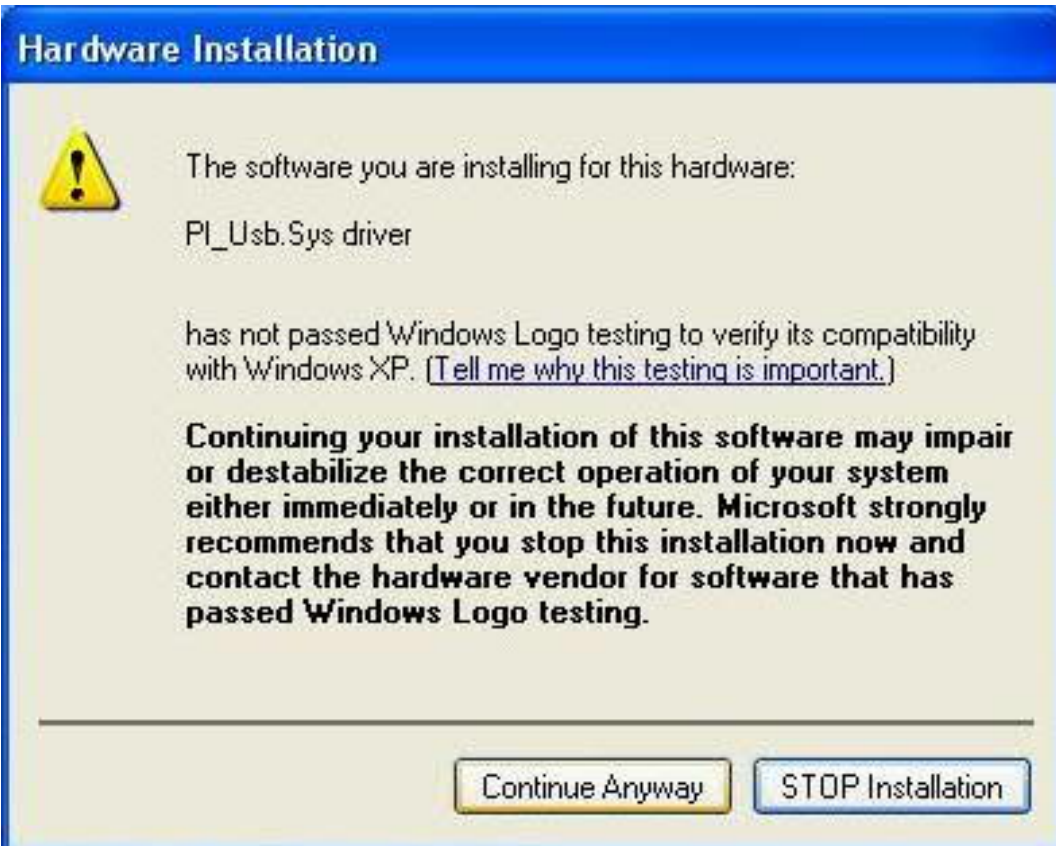 Hardware Installation
The software you are installing for this hardware:
PI_Usb.Sys driver
has not passed Windows Logo testing to verify its compatibility
with Windows XP. (Tell me why this testing is important.)
Continuing your installation of this software may impair
or destabilize the correct operation of your system
either immediately or in the future. Microsoft strongly
recommends that you stop this installation now and
contact the hardware vendor for software that has
passed Windows Logo testing.
Continue Anyway
STOP Installation